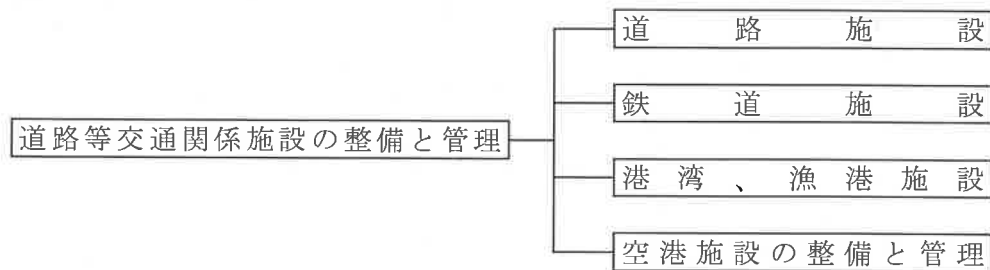 道路施設
鉄道施設
道路等交通関係施設の整備と管理
港湾、漁港施設
空港施設の整備と管理